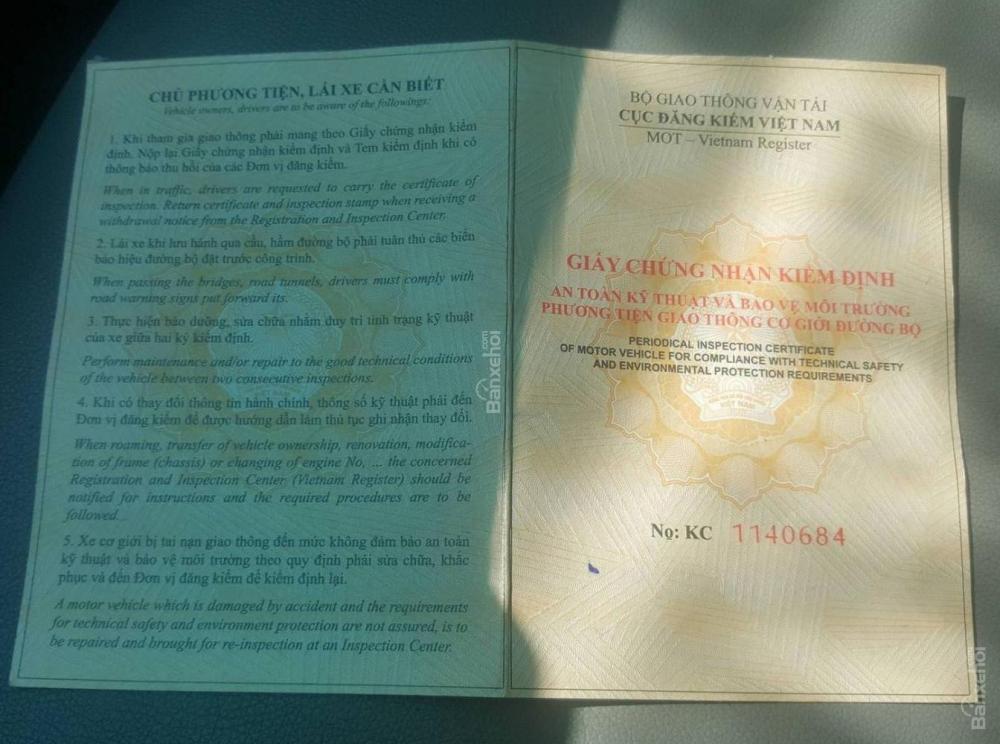 CHỦ PHƯƠNG TIỆN, LÁI XE CẦN BIẾT
Vehicle owners, drivers are to be aware of the followings:
1. Khi tham gia giao thông phải mang theo Giấy chứng nhận kiểm
định. Nộp lại Giấy chứng nhận kiểm định và Tem kiểm định khi có
thông báo thu hồi của các Đơn vị đăng kiểm.
When in traffic, drivers are requested to carry the certificate of
inspection. Return certificate and inspection stamp when receiving a
withdrawal notice from the Registration and Inspection Center.
2. Lái xe khi lưu hành qua cầu, hầm đường bộ phải tuân thủ các biển
báo hiệu đường bộ đặt trước công trình.
When passing the bridges, road tunnels, drivers must comply with
road warning signs put forward its.
3. Thực hiện bảo dưỡng, sửa chữa nhằm duy trì tình trạng kỹ thuật
của xe giữa hai kỳ kiểm định.
Perform maintenance and/or repair to the good technical conditions
of the vehicle between two consecutive inspections.
4. Khi có thay đổi thông tin hành chính, thông số kỹ thuật phải đến
Đơn vị đăng kiểm để được hướng dẫn làm thủ tục ghi nhận thay đổi.
When roaming, transfer of vehicle ownership, renovation, modifica-
tion of frame (chassis) or changing of engine No, ... the concerned
Registration and Inspection Center (Vietnam Register) should be
notified for instructions and the required procedures are to be
followed...
5. Xe cơ giới bị tai nạn giao thông đến mức không đảm bảo an toàn
kỹ thuật và bảo vệ môi trường theo quy định phải sửa chữa, khắc
phục và đến Đơn vị đăng kiểm để kiểm định lại.
A motor vehicle which is damaged by accident and the requirements
for technical safety and environment protection are not assured, is to
be repaired and brought for re-inspection at an Inspection Center.
BỘ GIAO THÔNG VẬN TẢI
CỤC ĐĂNG KIỂM VIỆT NAM
MOT – Vietnam Register
GIẤY CHỨNG NHẬN KIỂM ĐỊNH
AN TOÀN KỸ THUẬT VÀ BẢO VỆ MÔI TRƯỜNG
PHƯƠNG TIỆN GIAO THÔNG CƠ GIỚI ĐƯỜNG BỘ
PERIODICAL INSPECTION CERTIFICATE
OF MOTOR VEHICLE FOR COMPLIANCE WITH TECHNICAL SAFETY
AND ENVIRONMENTAL PROTECTION REQUIREMENTS
VIỆT NAM
Nọ: KC 1140684
Banxehoi.com
Banxehoi